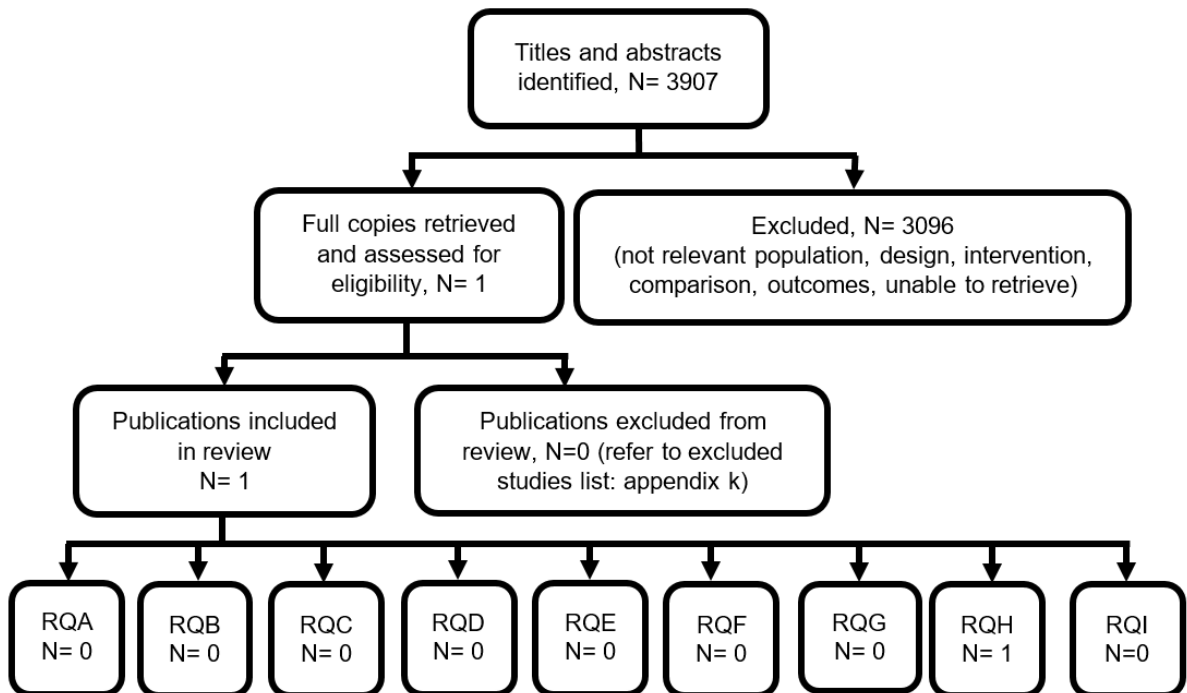 Titles and abstracts
identified, N= 3907
Full copies retrieved
and assessed for
eligibility, N= 1
Excluded, N= 3096
(not relevant population, design, intervention,
comparison, outcomes, unable to retrieve)
Publications included
in review
N= 1
Publications excluded from
review, N=0 (refer to excluded
studies list: appendix k)
RQA
N= 0
RQB
N= 0
RQC
N= 0
RQD
N= 0
RQE
N= 0
RQF
N= 0
RQG
N= 0
RQH
N= 1
RQI
N=0